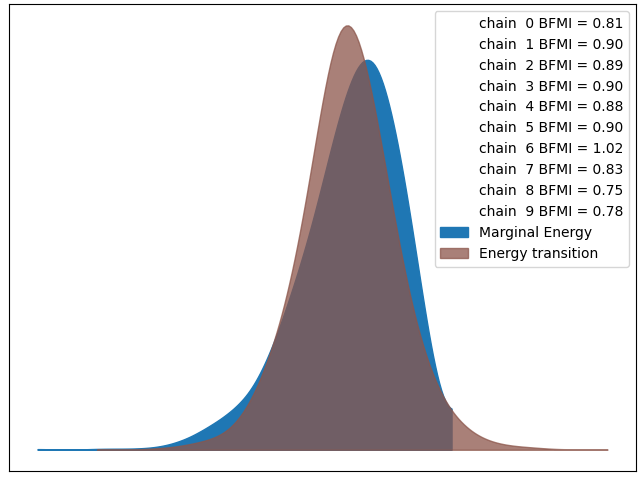 chain  0 BFMI = 0.81
chain  1 BFMI = 0.90
chain  2 BFMI = 0.89
chain  3 BFMI = 0.90
chain  4 BFMI = 0.88
chain  5 BFMI = 0.90
chain  6 BFMI = 1.02
chain  7 BFMI = 0.83
chain  8 BFMI = 0.75
chain  9 BFMI = 0.78
Marginal Energy
Energy transition